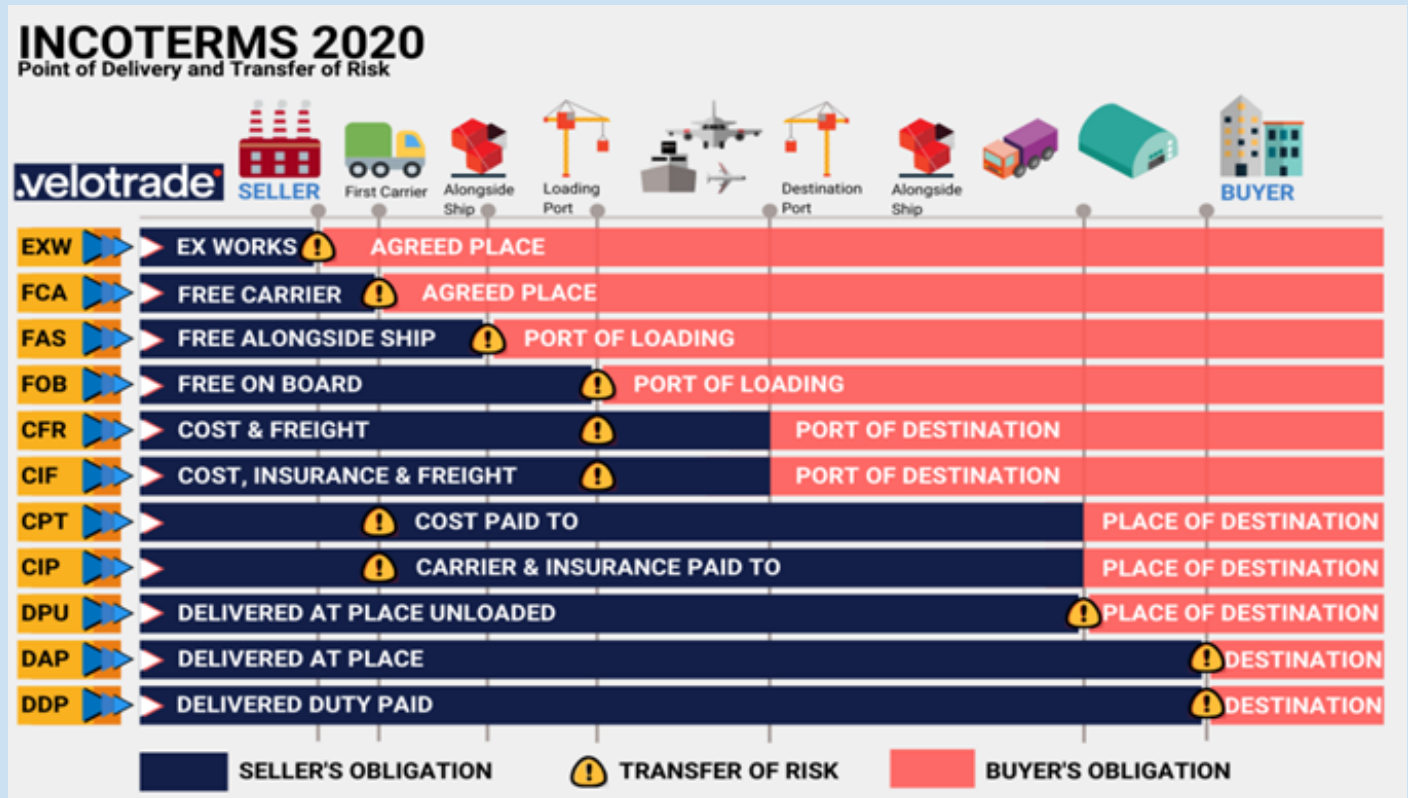 INCOTERMS 2020
Point of Delivery and Transfer of Risk
.velotrade
SELLER
First Carrier
Alongside
Ship
Loading
Port
Destination
Port
Alongside
Ship
BUYER
EXW EX WORKS ! AGREED PLACE
FCA FREE CARRIER ! AGREED PLACE
FAS FREE ALONGSIDE SHIP ! PORT OF LOADING
FOB FREE ON BOARD ! PORT OF LOADING
CFR COST & FREIGHT ! PORT OF DESTINATION
CIF COST, INSURANCE & FREIGHT ! PORT OF DESTINATION
CPT ! COST PAID TO PLACE OF DESTINATION
CIP ! CARRIER & INSURANCE PAID TO PLACE OF DESTINATION
DPU DELIVERED AT PLACE UNLOADED ! PLACE OF DESTINATION
DAP DELIVERED AT PLACE ! DESTINATION
DDP DELIVERED DUTY PAID ! DESTINATION
SELLER'S OBLIGATION ! TRANSFER OF RISK BUYER'S OBLIGATION